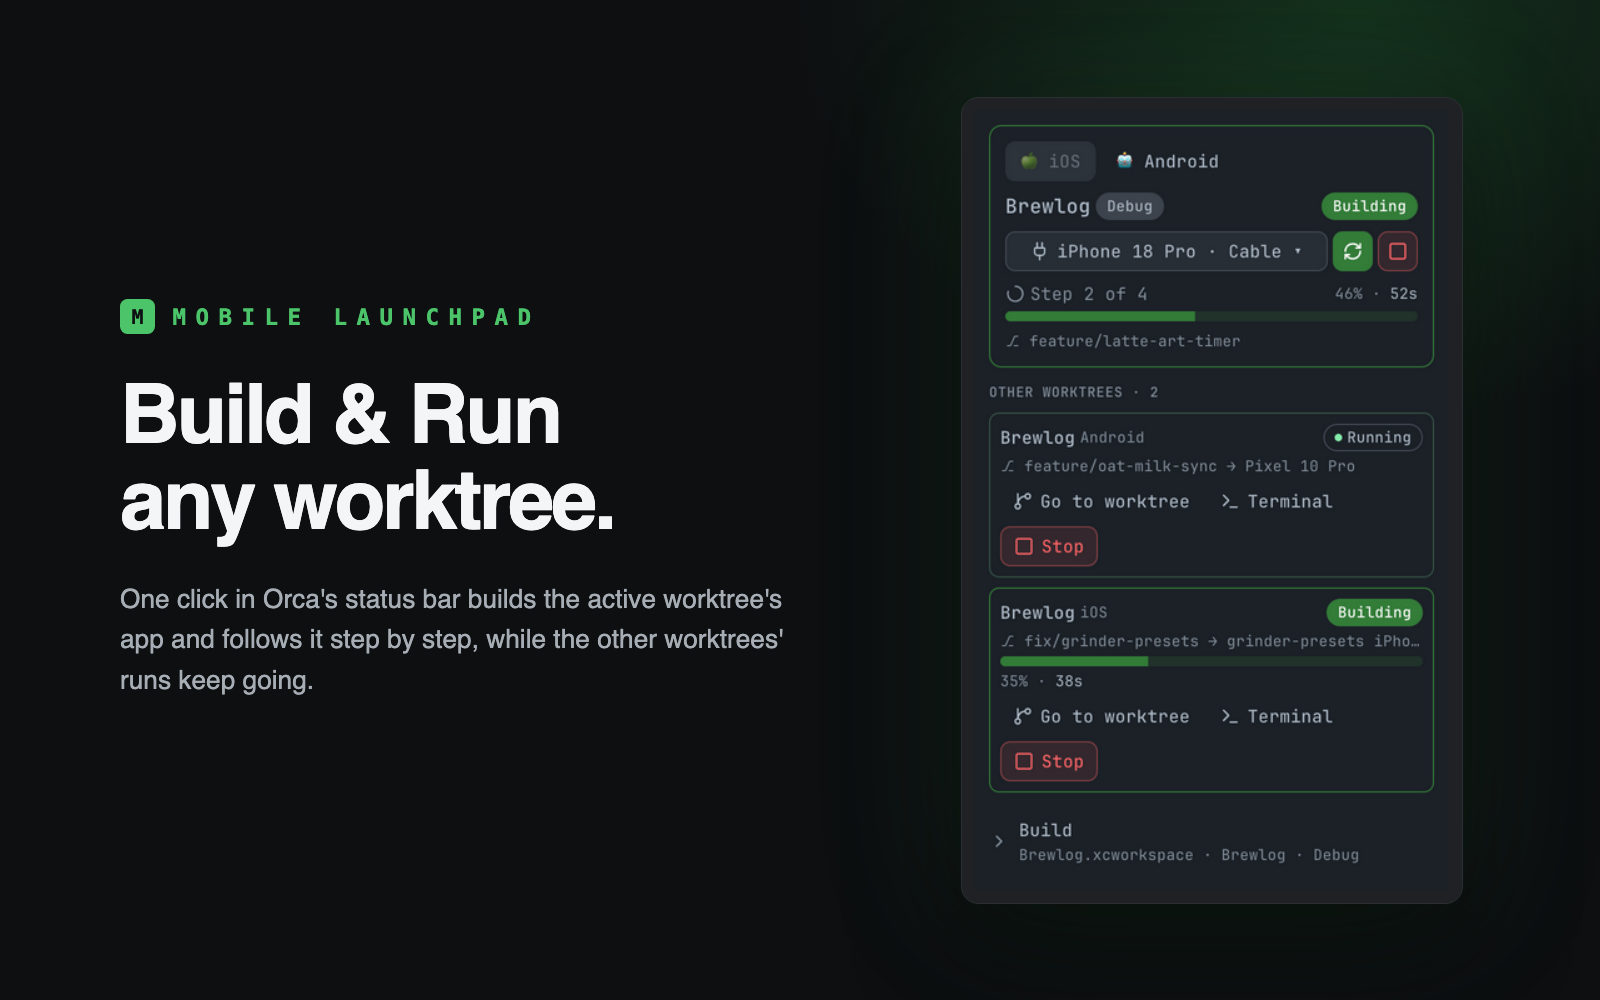 M MOBILE LAUNCHPAD
Build & Run
any worktree.
One click in Orca's status bar builds the active worktree's
app and follows it step by step, while the other worktrees'
runs keep going.
iOS Android
Brewlog Debug Building
iPhone 18 Pro · Cable ▾
Step 2 of 4 46% · 52s
feature/latte-art-timer
OTHER WORKTREES · 2
Brewlog Android Running
feature/oat-milk-sync → Pixel 10 Pro
Go to worktree Terminal
Stop
Brewlog iOS Building
fix/grinder-presets → grinder-presets iPho…
35% · 38s
Go to worktree Terminal
Stop
Build
Brewlog.xcworkspace · Brewlog · Debug